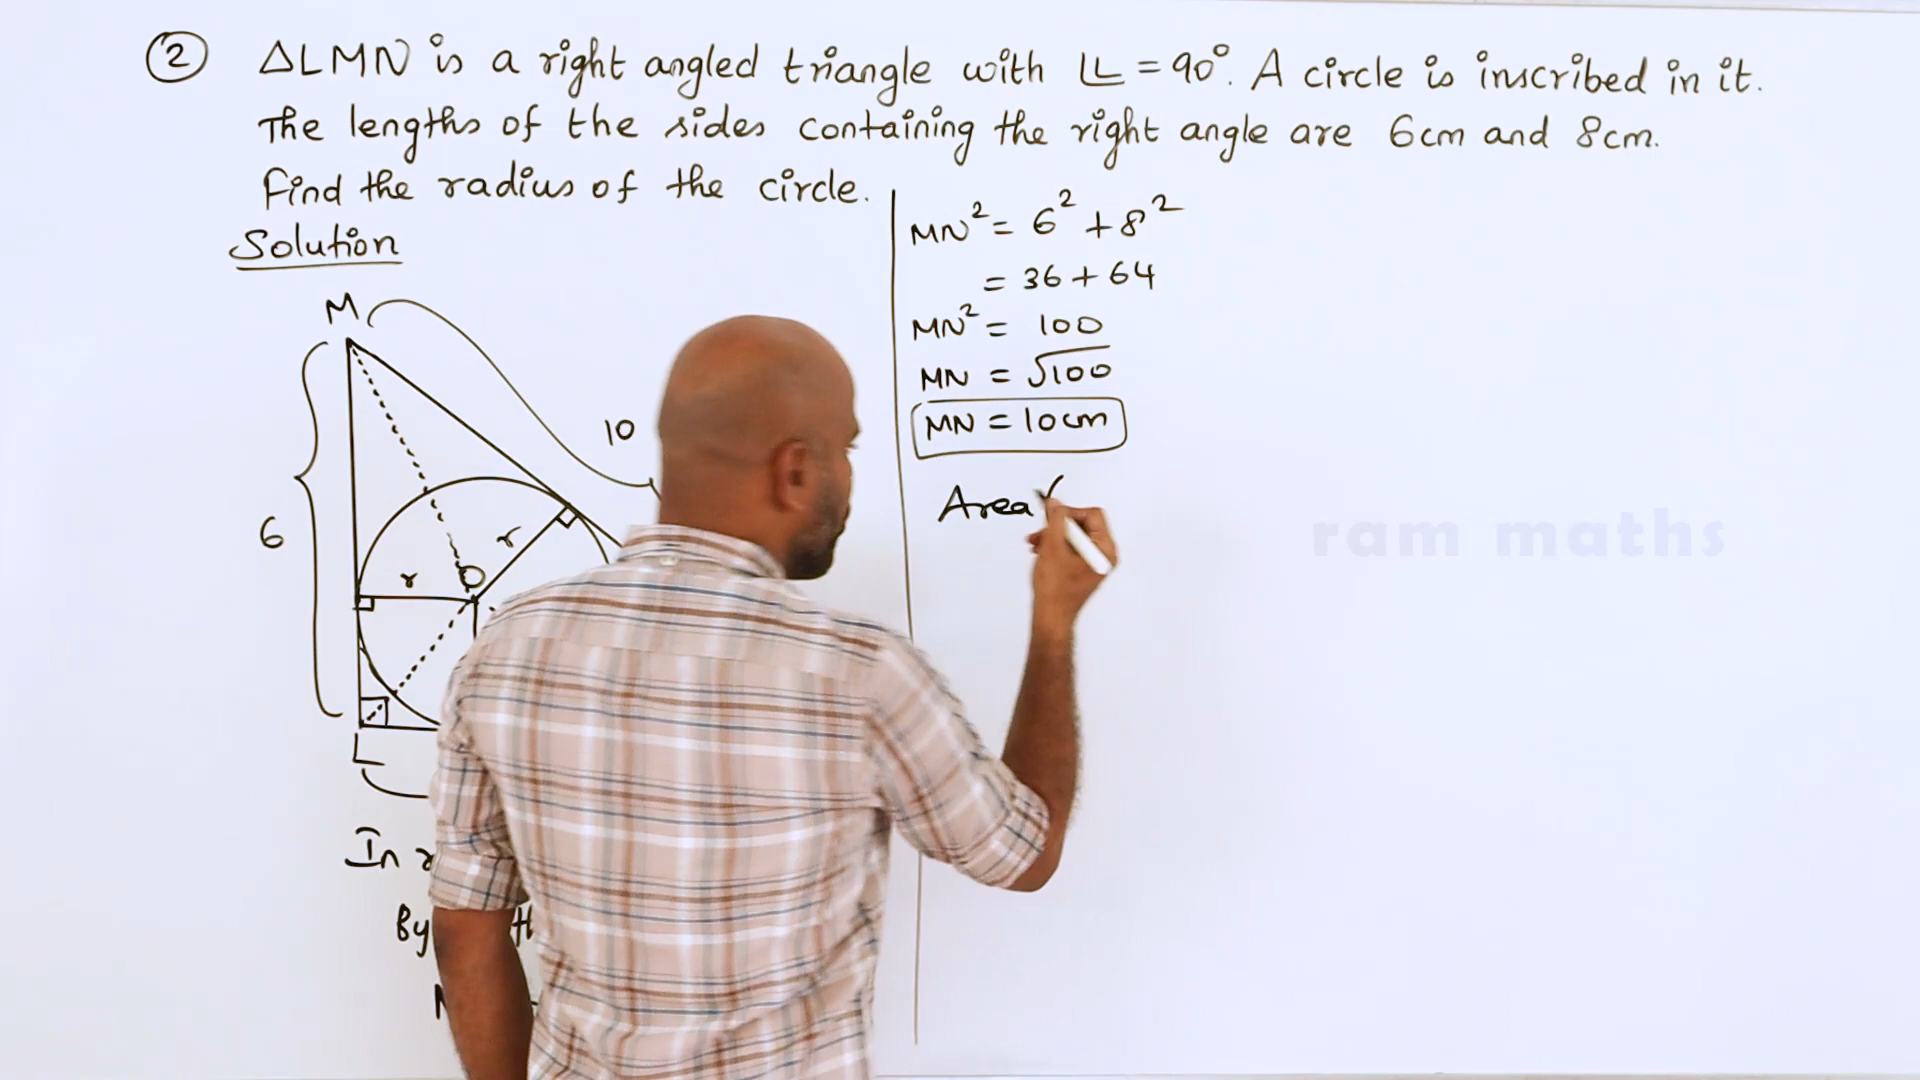 ② △LMN is a right angled triangle with ∠L = 90°. A circle is inscribed in it.
The lengths of the sides containing the right angle are 6cm and 8cm.
Find the radius of the circle.
Solution
M
10
6
r
r
O
L
In
By
MN² = 6² + 8²
= 36 + 64
MN² = 100
MN = √100
MN = 10cm
Area (
ram maths